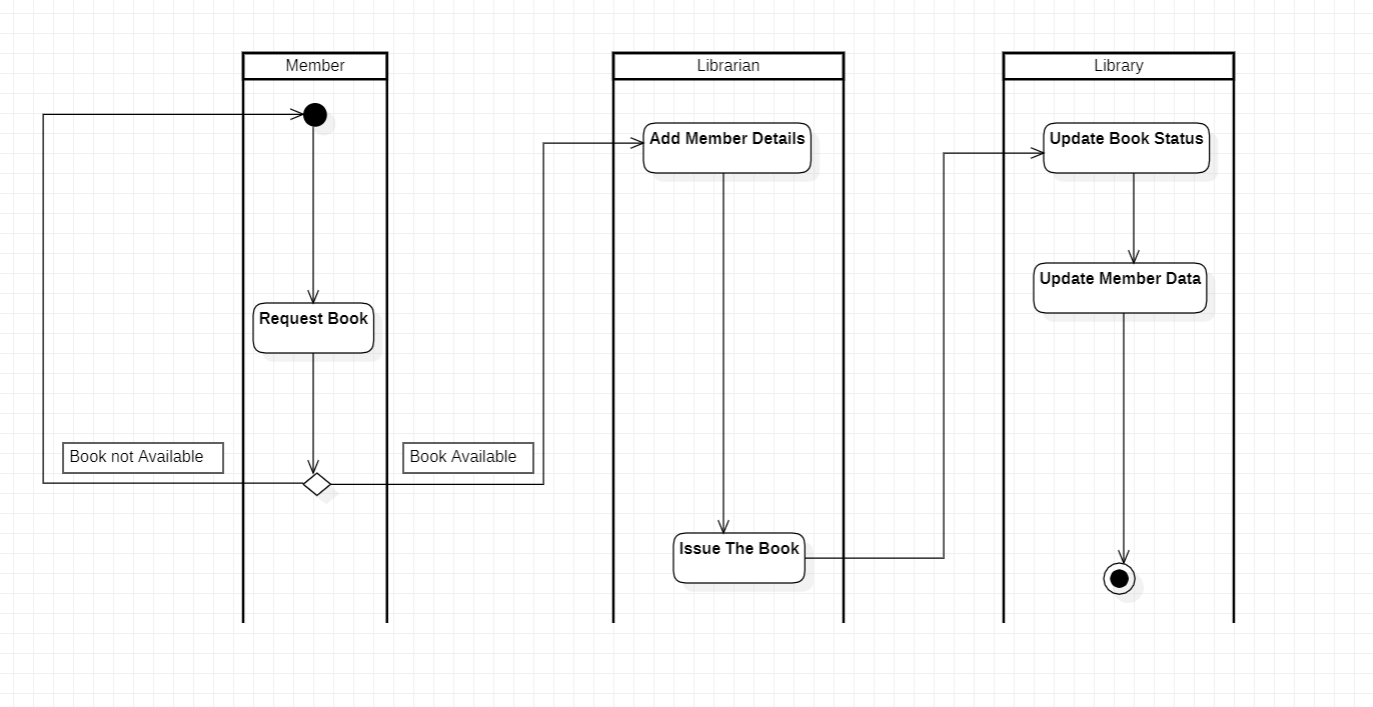 Member
Librarian
Library
Add Member Details
Update Book Status
Update Member Data
Request Book
Book not Available
Book Available
Issue The Book